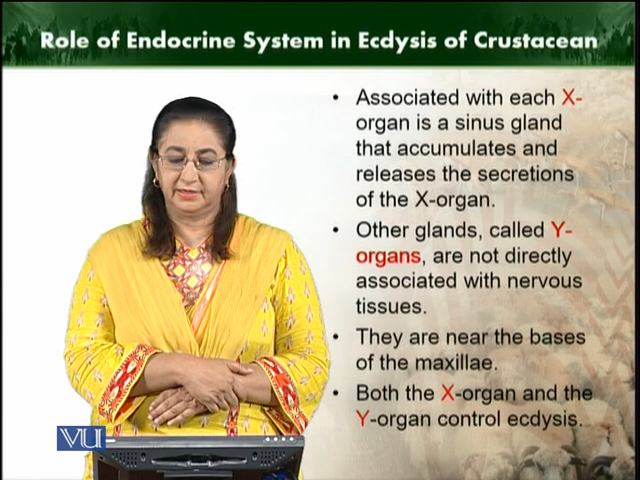 Role of Endocrine System in Ecdysis of Crustacean
• Associated with each X-
organ is a sinus gland
that accumulates and
releases the secretions
of the X-organ.
• Other glands, called Y-
organs, are not directly
associated with nervous
tissues.
• They are near the bases
of the maxillae.
• Both the X-organ and the
Y-organ control ecdysis.
VU